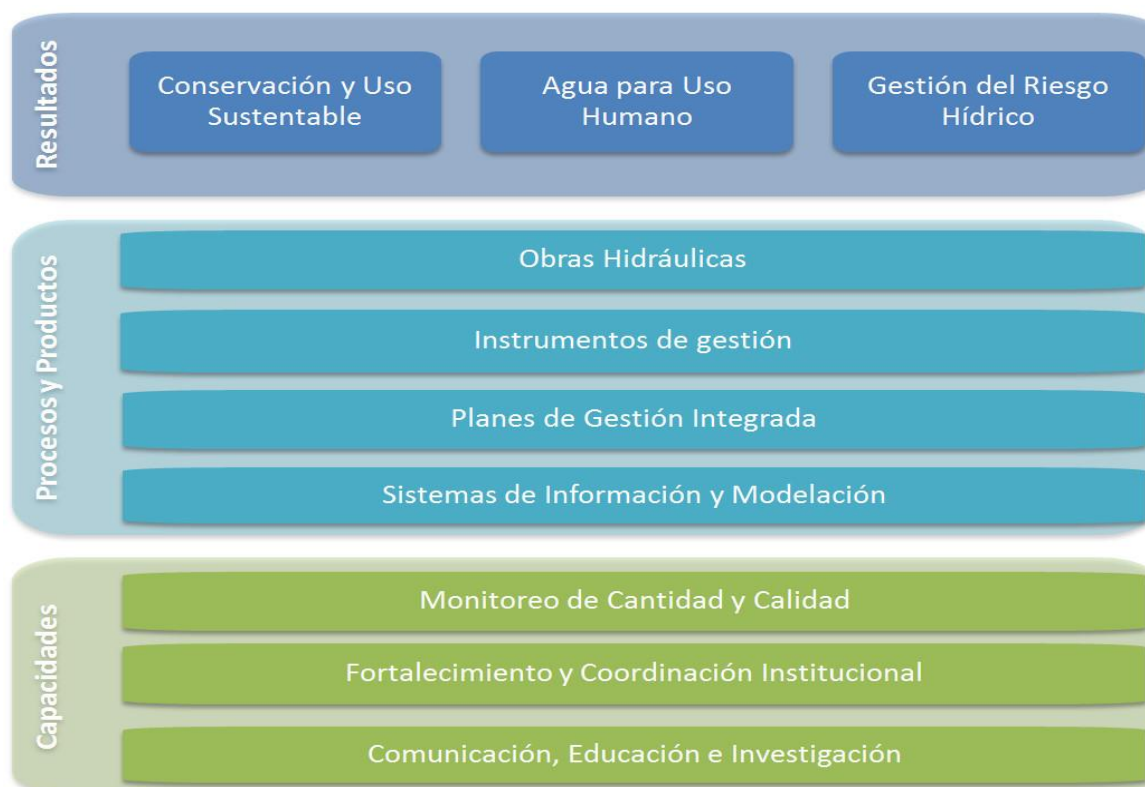 Resultados
Conservación y Uso
Sustentable
Agua para Uso
Humano
Gestión del Riesgo
Hídrico
Procesos y Productos
Obras Hidráulicas
Instrumentos de gestión
Planes de Gestión Integrada
Sistemas de Información y Modelación
Capacidades
Monitoreo de Cantidad y Calidad
Fortalecimiento y Coordinación Institucional
Comunicación, Educación e Investigación